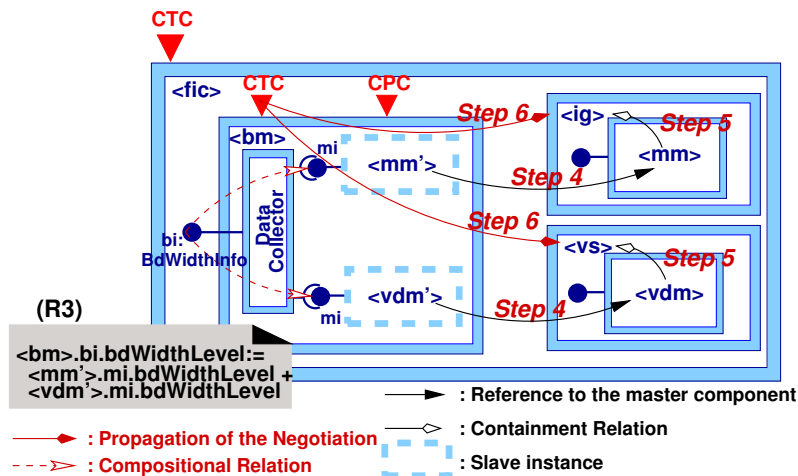 CTC
<fic>
CTC
CPC
<bm>
mi
<mm’>
Step 6
<ig>
Step 5
<mm>
Step 4
Data
Collector
bi:
BdWidthInfo
Step 6
<vs>
Step 5
<vdm’>
mi
Step 4
<vdm>
(R3)
<bm>.bi.bdWidthLevel:=
<mm’>.mi.bdWidthLevel +
<vdm’>.mi.bdWidthLevel
: Reference to the master component
: Propagation of the Negotiation
: Containment Relation
: Compositional Relation
: Slave instance